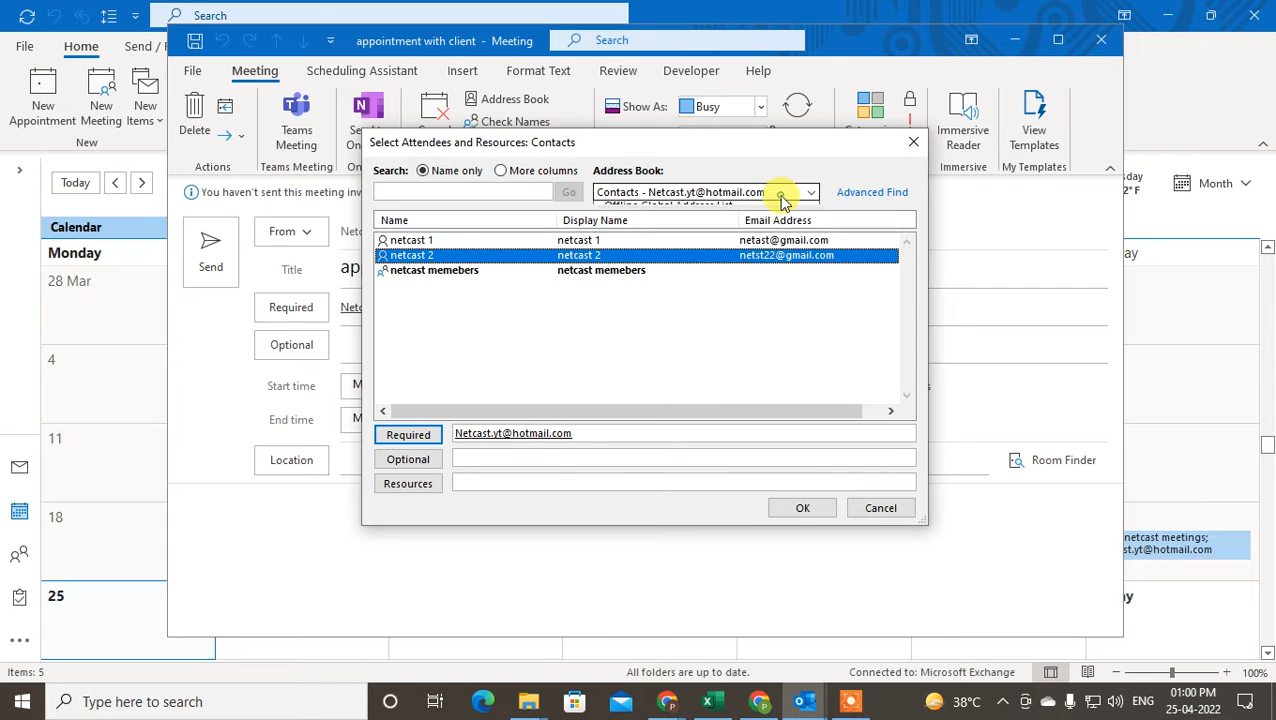 Search
File
Home
Send /
appointment with client - Meeting
Search
File
Meeting
Scheduling Assistant
Insert
Format Text
Review
Developer
Help
New Appointment
New Meeting
New Items
New
Delete
Actions
Teams Meeting
Teams Meeting
Address Book
Check Names
Show As:
Busy
Immersive Reader
Immersive
View Templates
My Templates
Month
Today
You haven't sent this meeting inv
Calendar
Monday
28 Mar
4
11
18
25
From
Send
Title
Required
Optional
Start time
End time
Location
Room Finder
Select Attendees and Resources: Contacts
Search:
Name only
More columns
Address Book:
Go
Contacts - Netcast.yt@hotmail.com
Advanced Find
Offline Global Address List
Name
Display Name
Email Address
netcast 1
netcast 1
netast@gmail.com
netcast 2
netcast 2
netst22@gmail.com
netcast memebers
netcast memebers
Required
Netcast.yt@hotmail.com
Optional
Resources
OK
Cancel
netcast meetings;
st.yt@hotmail.com
Items: 5
All folders are up to date.
Connected to: Microsoft Exchange
100%
Type here to search
38°C
ENG
01:00 PM
25-04-2022